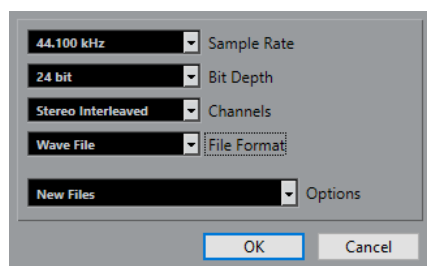 44.100 kHz Sample Rate
24 bit Bit Depth
Stereo Interleaved Channels
Wave File File Format
New Files Options
OK Cancel